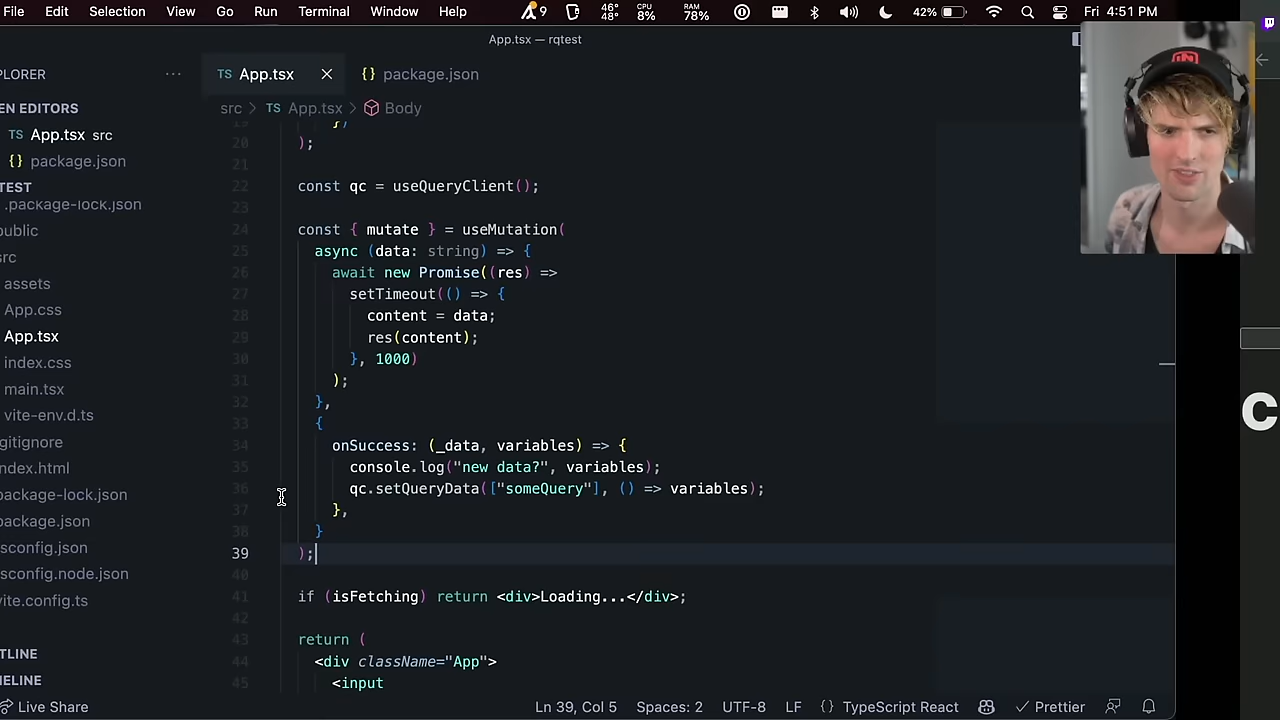 File Edit Selection View Go Run Terminal Window Help 9 46° 48° CPU 8% RAM 78% 42% Fri 4:51 PM
App.tsx — rqtest
PLORER ··· TS App.tsx × {} package.json
src > TS App.tsx > Body
EN EDITORS
TS App.tsx src
{} package.json
TEST
.package-lock.json
ublic
rc
assets
App.css
App.tsx
index.css
main.tsx
vite-env.d.ts
gitignore
ndex.html
ackage-lock.json
ackage.json
sconfig.json
sconfig.node.json
ite.config.ts
TLINE
MELINE
19 })
20 );
21
22 const qc = useQueryClient();
23
24 const { mutate } = useMutation(
25 async (data: string) => {
26 await new Promise((res) =>
27 setTimeout(() => {
28 content = data;
29 res(content);
30 }, 1000)
31 );
32 },
33 {
34 onSuccess: (_data, variables) => {
35 console.log("new data?", variables);
36 qc.setQueryData(["someQuery"], () => variables);
37 },
38 }
39 );
40
41 if (isFetching) return <div>Loading...</div>;
42
43 return (
44 <div className="App">
45 <input
C
Live Share Ln 39, Col 5 Spaces: 2 UTF-8 LF {} TypeScript React Prettier